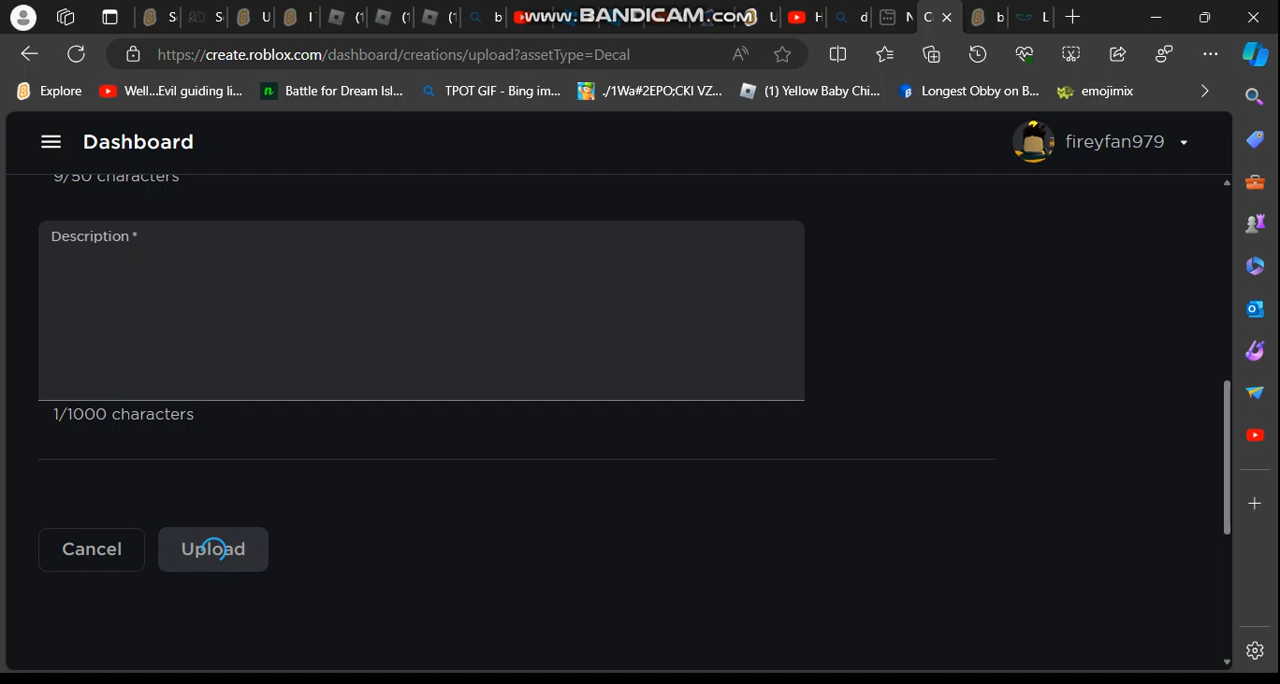 www.BANDICAM.com
https://create.roblox.com/dashboard/creations/upload?assetType=Decal
Explore
Well...Evil guiding li...
Battle for Dream Isl...
TPOT GIF - Bing im...
./1Wa#2EPO;CKI VZ...
(1) Yellow Baby Chi...
Longest Obby on B...
emojimix
Dashboard
fireyfan979
9/50 characters
Description *
1/1000 characters
Cancel
Upload